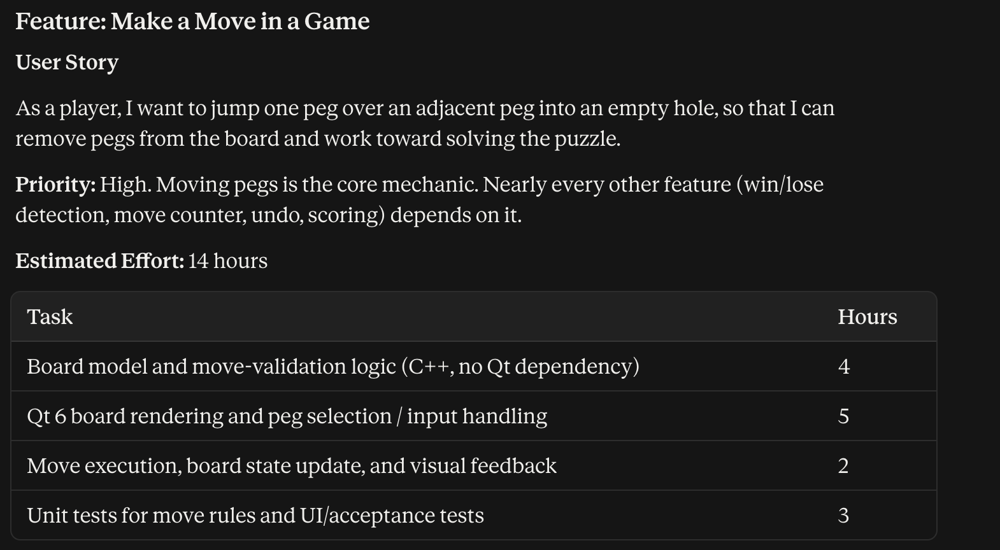 Feature: Make a Move in a Game
User Story
As a player, I want to jump one peg over an adjacent peg into an empty hole, so that I can
remove pegs from the board and work toward solving the puzzle.
Priority: High. Moving pegs is the core mechanic. Nearly every other feature (win/lose
detection, move counter, undo, scoring) depends on it.
Estimated Effort: 14 hours
Task Hours
Board model and move-validation logic (C++, no Qt dependency) 4
Qt 6 board rendering and peg selection / input handling 5
Move execution, board state update, and visual feedback 2
Unit tests for move rules and UI/acceptance tests 3